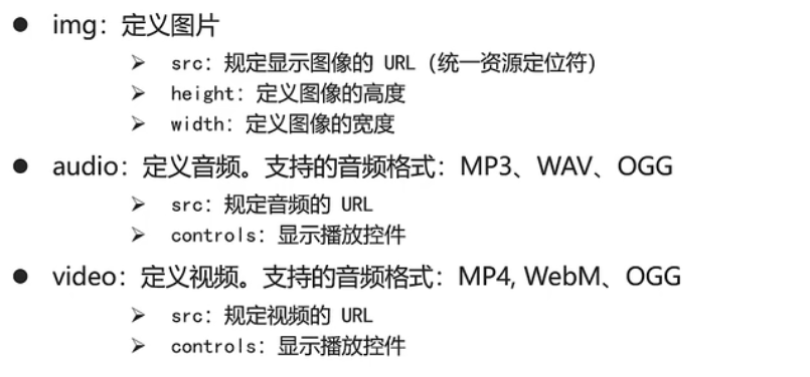 ● img：定义图片
➢ src：规定显示图像的 URL（统一资源定位符）
➢ height：定义图像的高度
➢ width：定义图像的宽度
● audio：定义音频。支持的音频格式：MP3、WAV、OGG
➢ src：规定音频的 URL
➢ controls：显示播放控件
● video：定义视频。支持的音频格式：MP4, WebM、OGG
➢ src：规定视频的 URL
➢ controls：显示播放控件